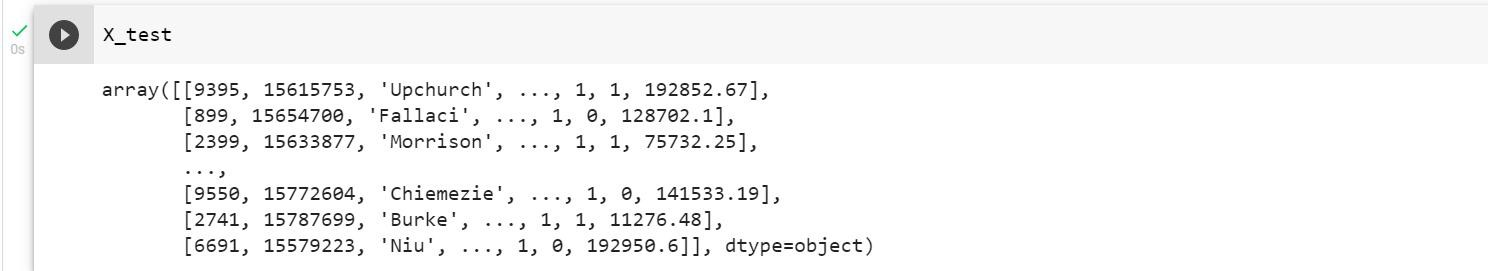 X_test
0s
array([[9395, 15615753, 'Upchurch', ..., 1, 1, 192852.67],
[899, 15654700, 'Fallaci', ..., 1, 0, 128702.1],
[2399, 15633877, 'Morrison', ..., 1, 1, 75732.25],
...,
[9550, 15772604, 'Chiemezie', ..., 1, 0, 141533.19],
[2741, 15787699, 'Burke', ..., 1, 1, 11276.48],
[6691, 15579223, 'Niu', ..., 1, 0, 192950.6]], dtype=object)